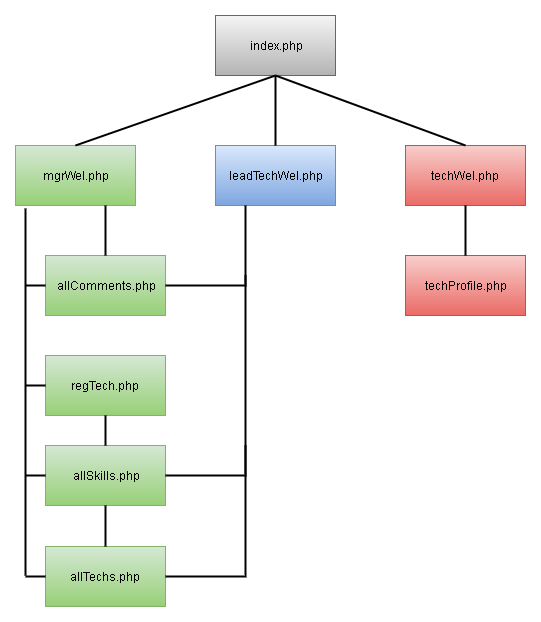 index.php
mgrWel.php
leadTechWel.php
techWel.php
allComments.php
techProfile.php
regTech.php
allSkills.php
allTechs.php